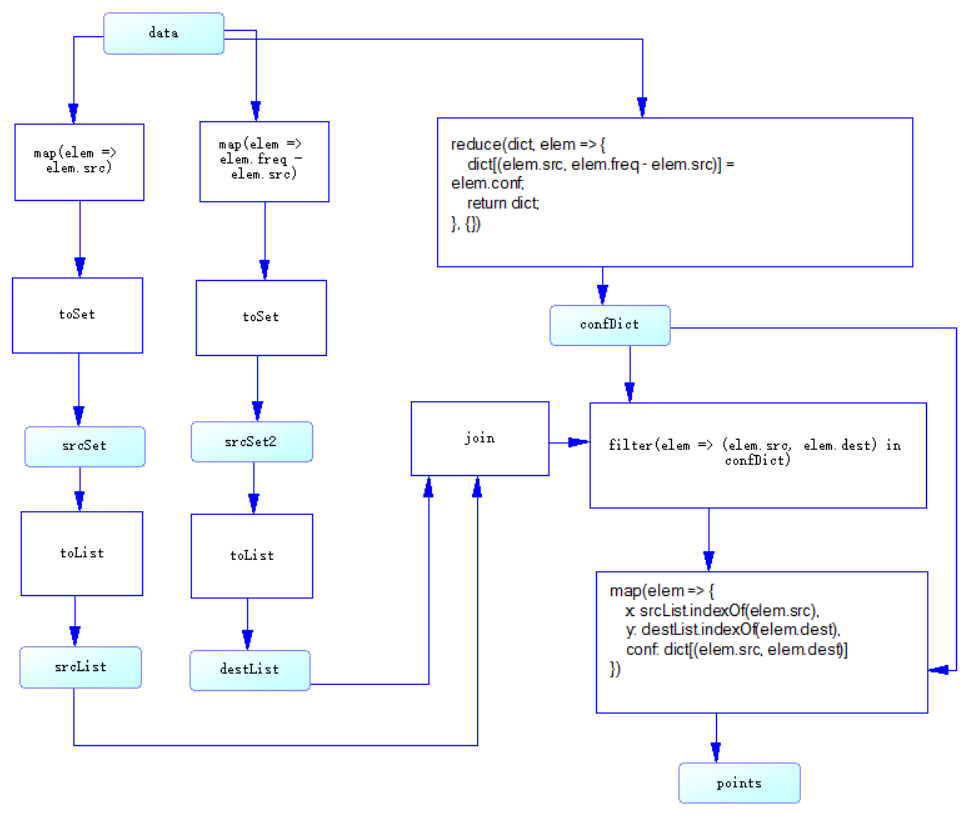 data
map(elem =>
elem.src)
map(elem =>
elem.freq -
elem.src)
reduce(dict, elem => {
dict[(elem.src, elem.freq - elem.src)] =
elem.conf;
return dict;
}, {})
toSet
toSet
confDict
srcSet
srcSet2
join
filter(elem => (elem.src, elem.dest) in
confDict)
toList
toList
map(elem => {
x: srcList.indexOf(elem.src),
y: destList.indexOf(elem.dest),
conf: dict[(elem.src, elem.dest)]
})
srcList
destList
points